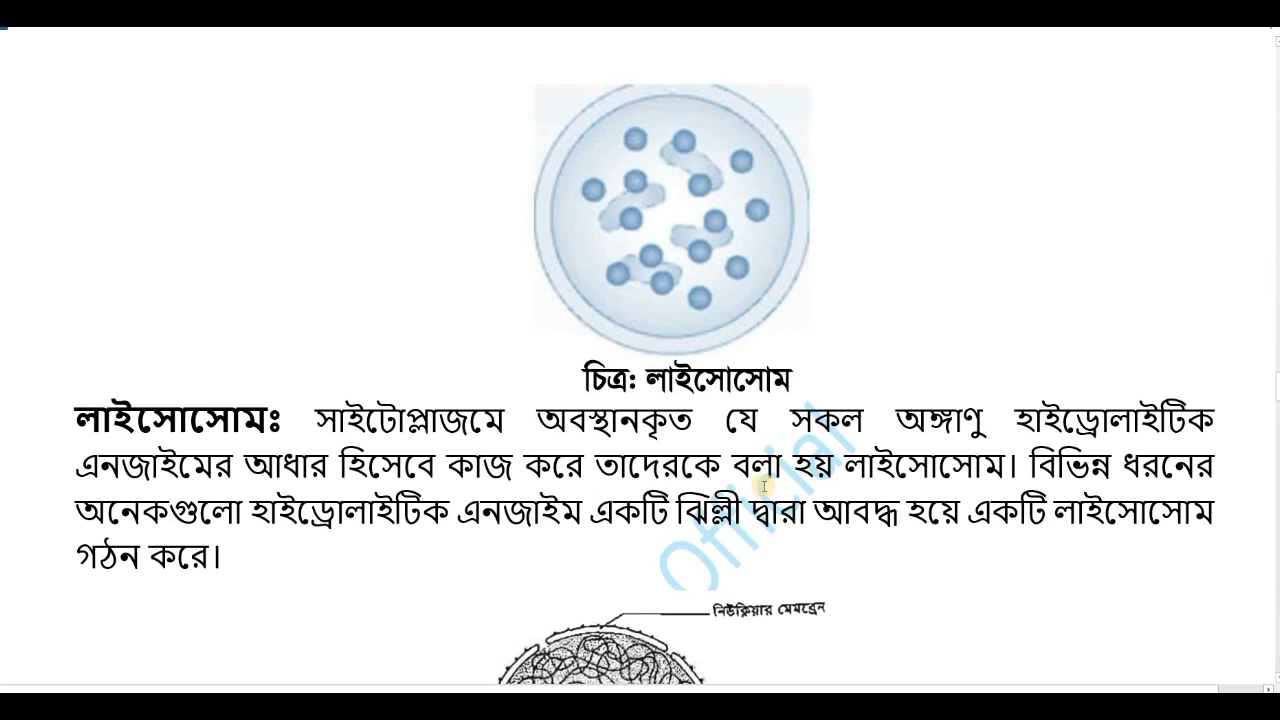 চিত্র: লাইসোসোম
লাইসোসোমঃ সাইটোপ্লাজমে অবস্থানকৃত যে সকল অঙ্গাণু হাইড্রোলাইটিক
এনজাইমের আধার হিসেবে কাজ করে তাদেরকে বলা হয় লাইসোসোম। বিভিন্ন ধরনের
অনেকগুলো হাইড্রোলাইটিক এনজাইম একটি ঝিল্লী দ্বারা আবদ্ধ হয়ে একটি লাইসোসোম
গঠন করে।
Official
নিউক্লিয়ার মেমব্রেন